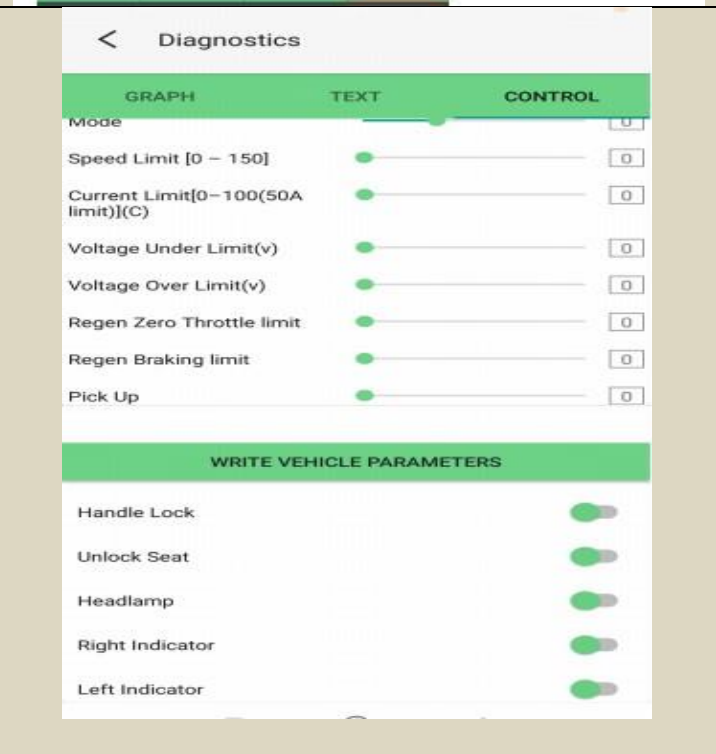 <
Diagnostics
GRAPH TEXT CONTROL
Mode 0
Speed Limit [0 – 150] 0
Current Limit[0–100(50A
limit)](C) 0
Voltage Under Limit(v) 0
Voltage Over Limit(v) 0
Regen Zero Throttle limit 0
Regen Braking limit 0
Pick Up 0
WRITE VEHICLE PARAMETERS
Handle Lock
Unlock Seat
Headlamp
Right Indicator
Left Indicator